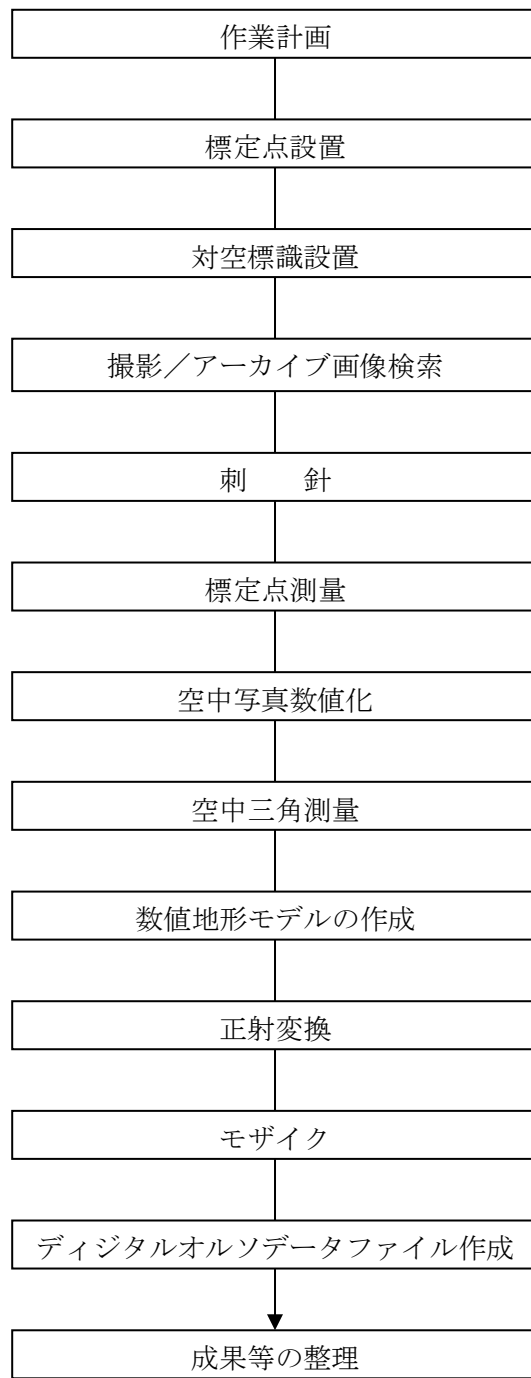 作業計画
標定点設置
対空標識設置
撮影／アーカイブ画像検索
刺　　針
標定点測量
空中写真数値化
空中三角測量
数値地形モデルの作成
正射変換
モザイク
ディジタルオルソデータファイル作成
成果等の整理